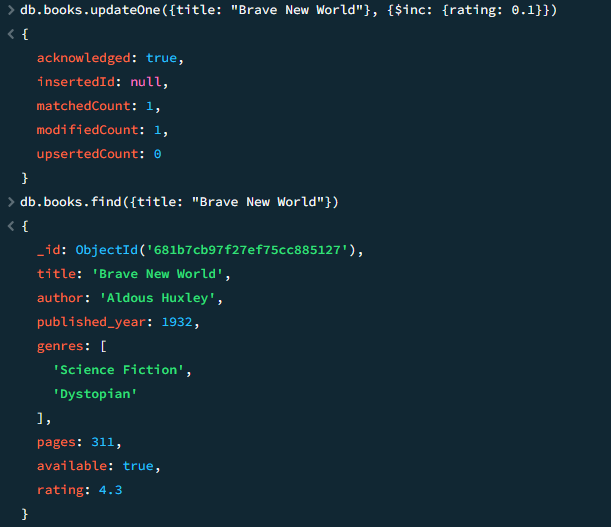 > db.books.updateOne({title: "Brave New World"}, {$inc: {rating: 0.1}})
< {
    acknowledged: true,
    insertedId: null,
    matchedCount: 1,
    modifiedCount: 1,
    upsertedCount: 0
  }
> db.books.find({title: "Brave New World"})
< {
    _id: ObjectId('681b7cb97f27ef75cc885127'),
    title: 'Brave New World',
    author: 'Aldous Huxley',
    published_year: 1932,
    genres: [
      'Science Fiction',
      'Dystopian'
    ],
    pages: 311,
    available: true,
    rating: 4.3
  }